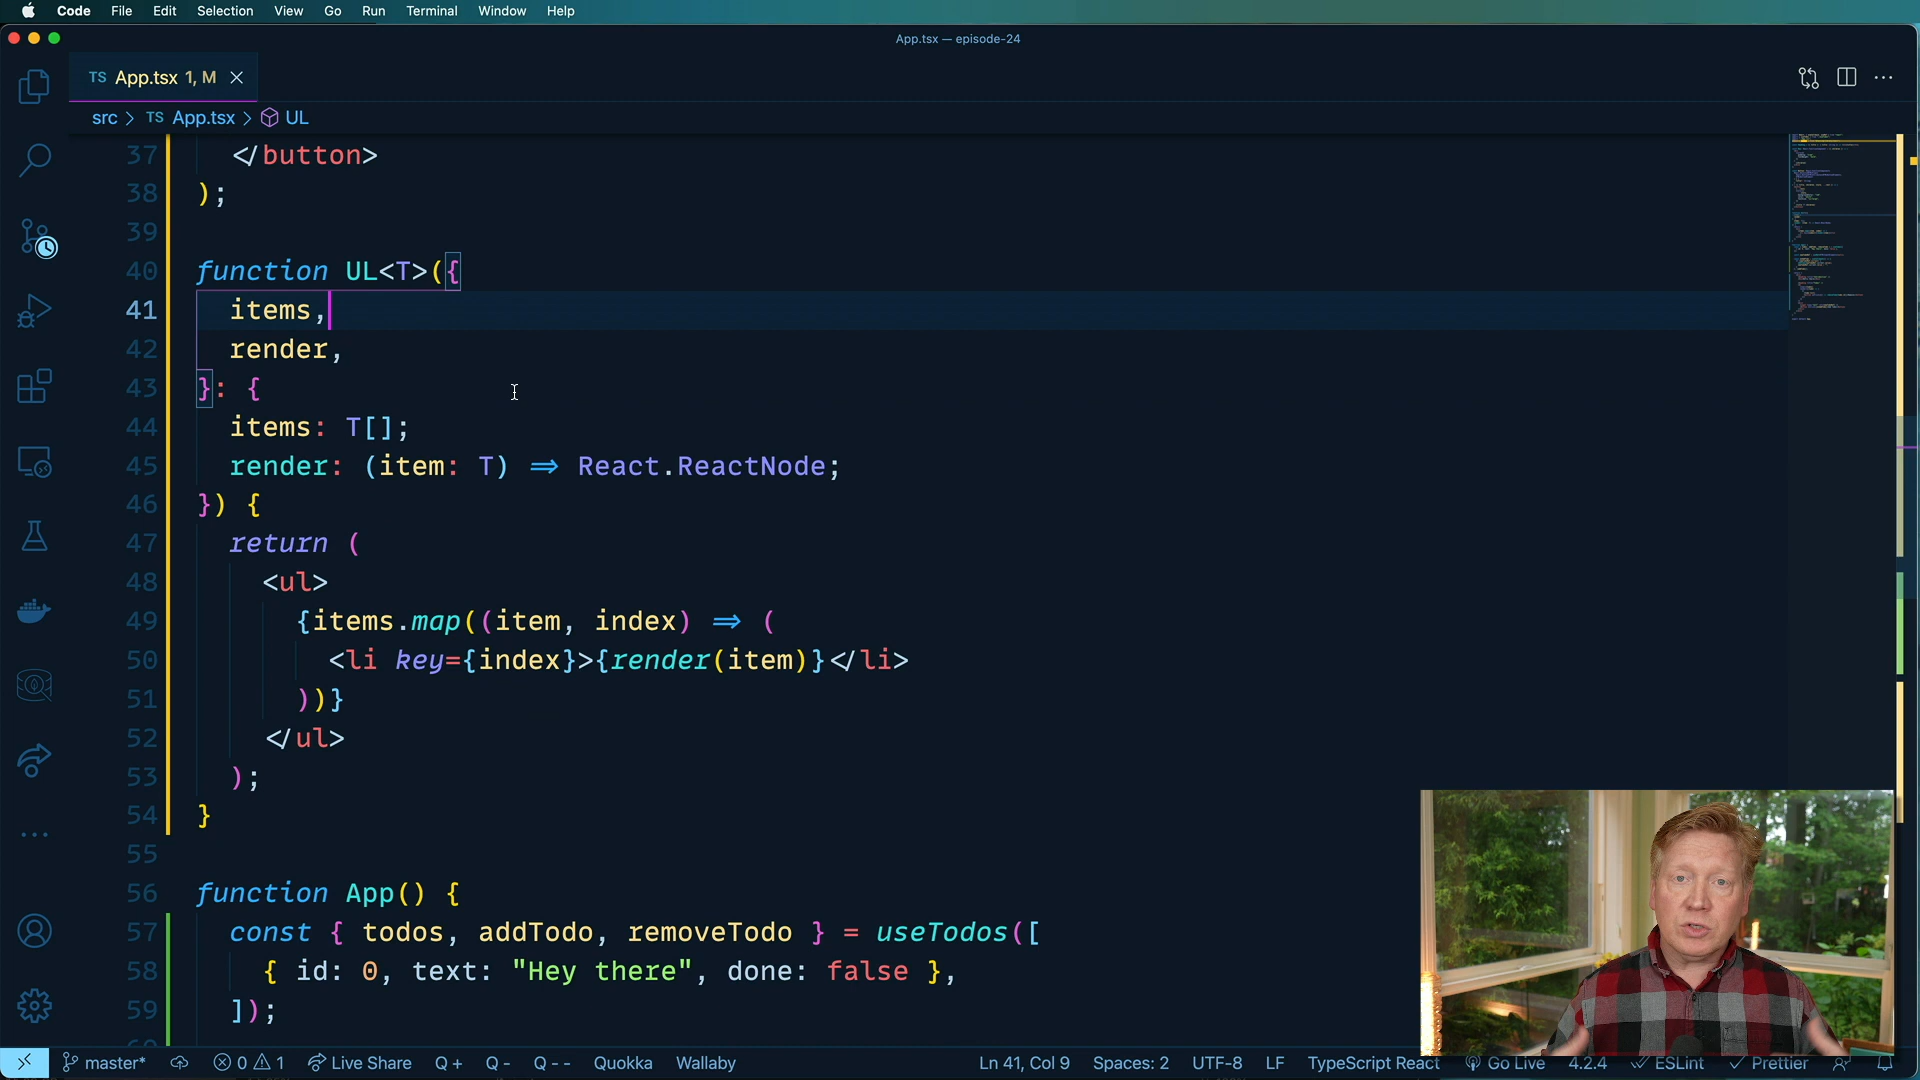 Code File Edit Selection View Go Run Terminal Window Help
App.tsx — episode-24
TS App.tsx 1, M
src > TS App.tsx > UL
37 </button>
38 );
39
40 function UL<T>({
41 items,
42 render,
43 }: {
44 items: T[];
45 render: (item: T) => React.ReactNode;
46 }) {
47 return (
48 <ul>
49 {items.map((item, index) => (
50 <li key={index}>{render(item)}</li>
51 ))}
52 </ul>
53 );
54 }
55
56 function App() {
57 const { todos, addTodo, removeTodo } = useTodos([
58 { id: 0, text: "Hey there", done: false },
59 ]);
master* 0 1 Live Share Q + Q - Q -- Quokka Wallaby Ln 41, Col 9 Spaces: 2 UTF-8 LF TypeScript React Go Live 4.2.4 ESLint Prettier